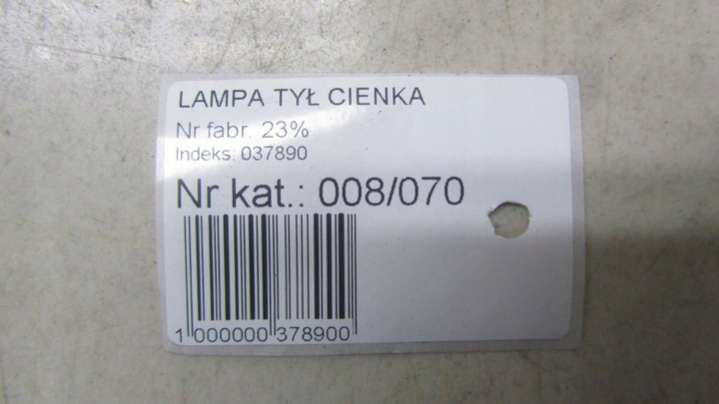 LAMPA TYŁ CIENKA
Nr fabr. 23%
Indeks: 037890
Nr kat.: 008/070
1 000000 378900